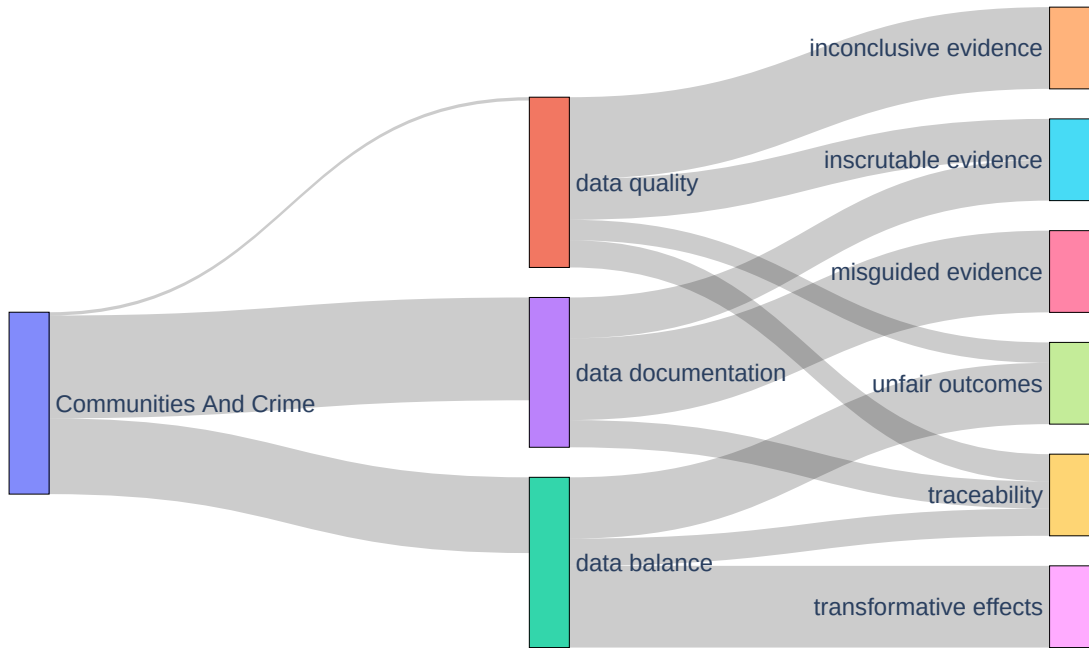 inconclusive evidence
inscrutable evidence
data quality
misguided evidence
data documentation
unfair outcomes
Communities And Crime
traceability
data balance
transformative effects